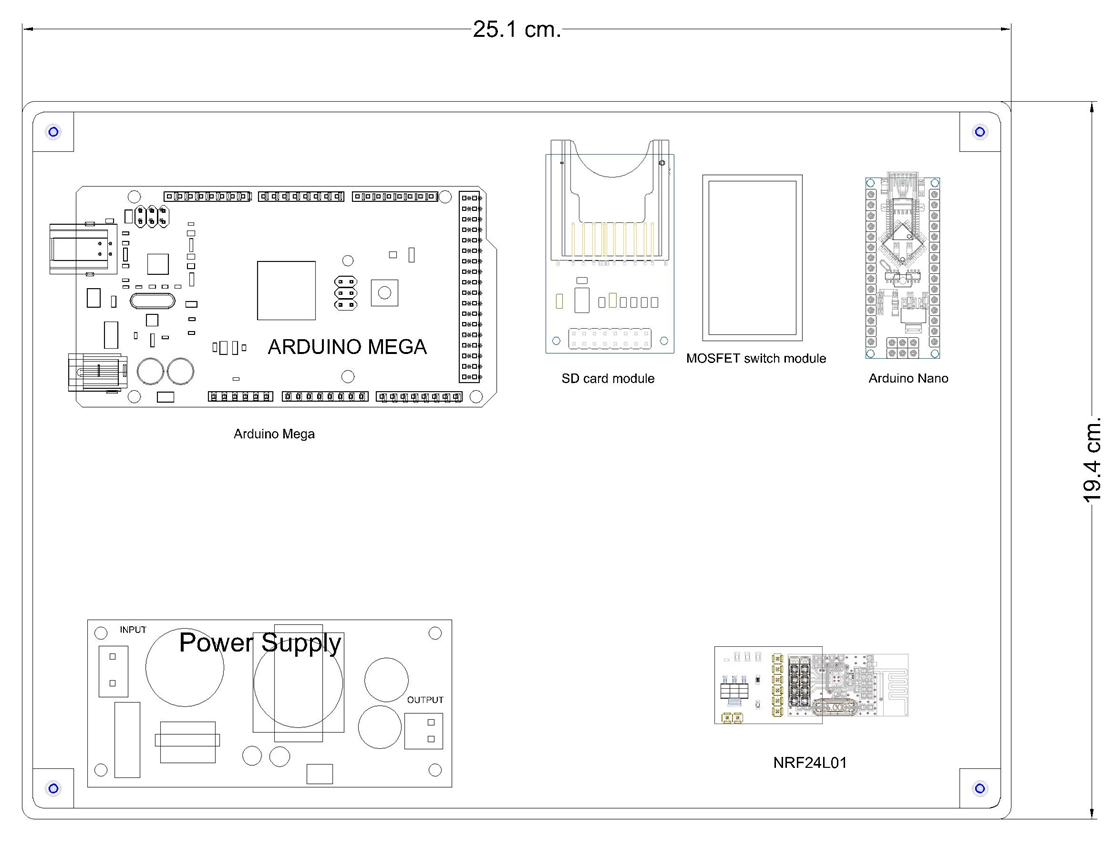 25.1 cm.
19.4 cm.
ARDUINO MEGA
Arduino Mega
SD card module
MOSFET switch module
Arduino Nano
INPUT
Power Supply
OUTPUT
NRF24L01